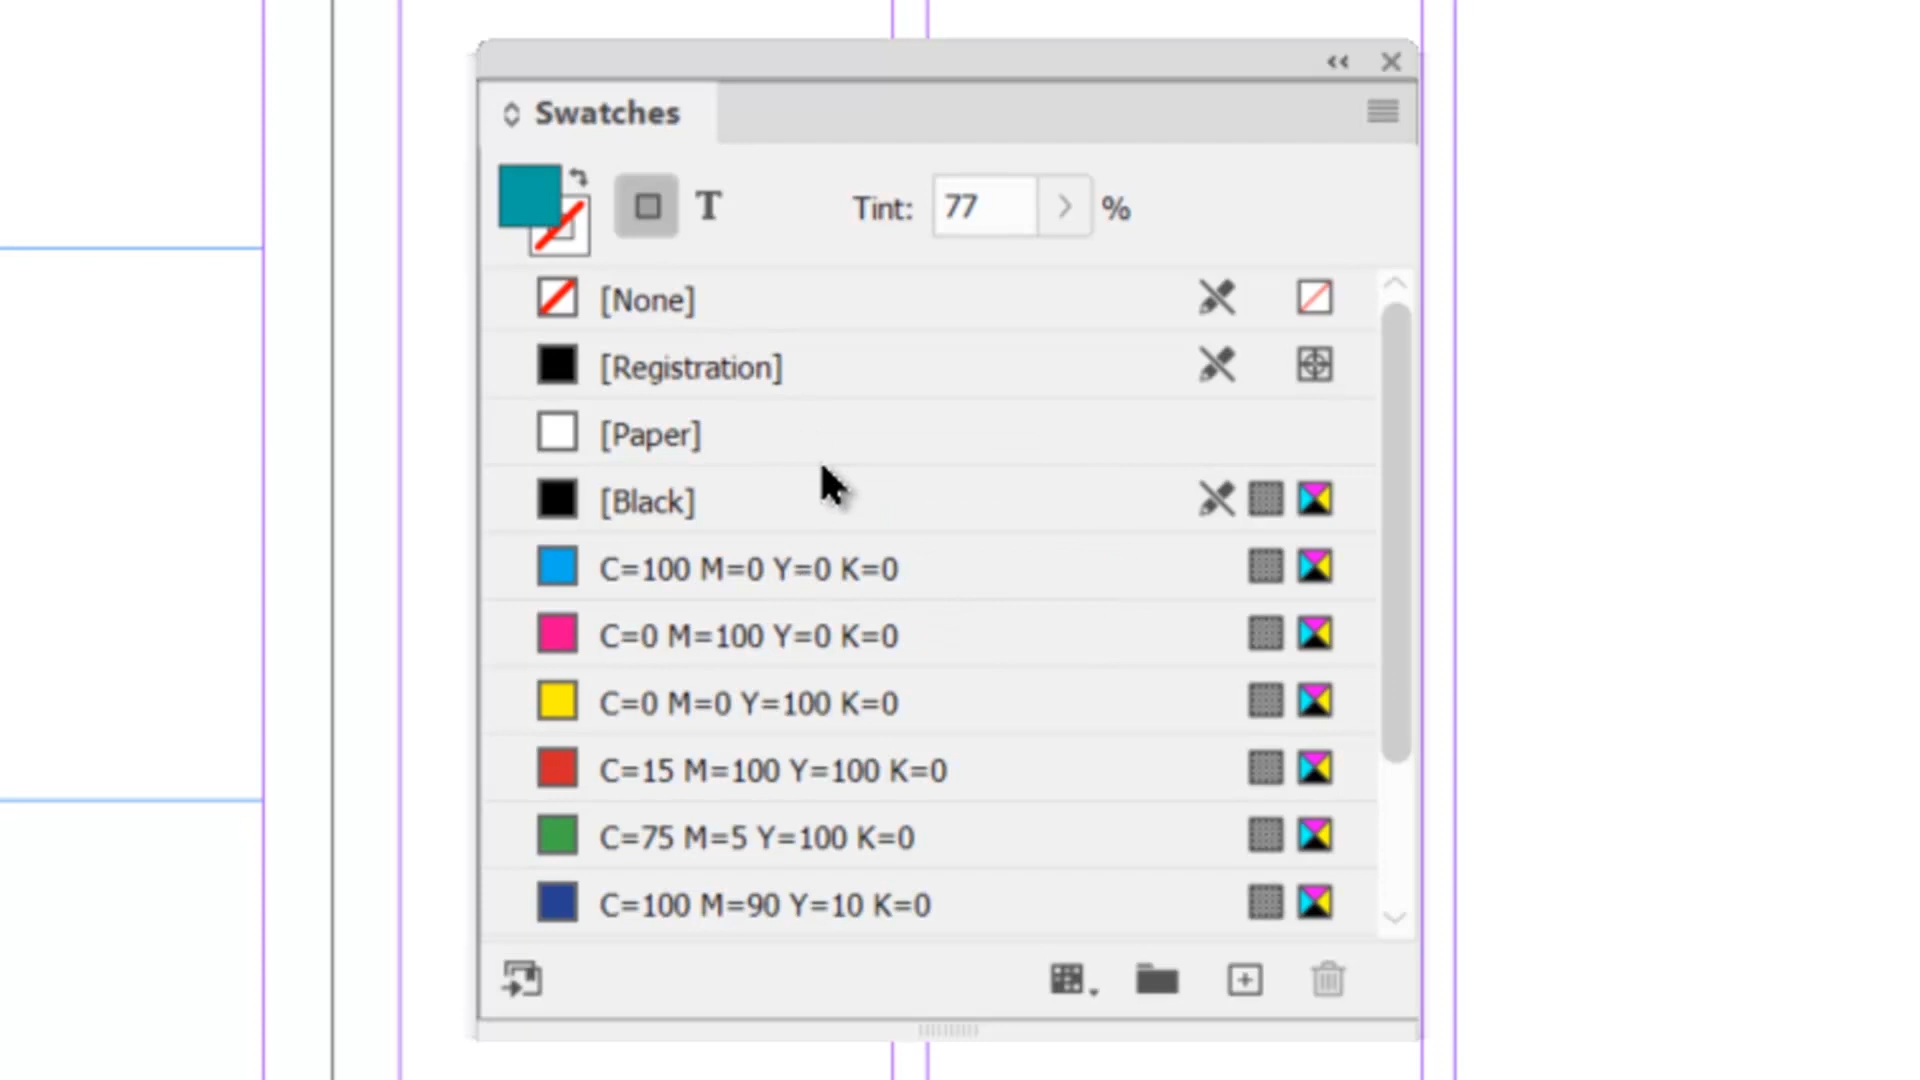 Swatches
T Tint: 77 %
[None]
[Registration]
[Paper]
[Black]
C=100 M=0 Y=0 K=0
C=0 M=100 Y=0 K=0
C=0 M=0 Y=100 K=0
C=15 M=100 Y=100 K=0
C=75 M=5 Y=100 K=0
C=100 M=90 Y=10 K=0